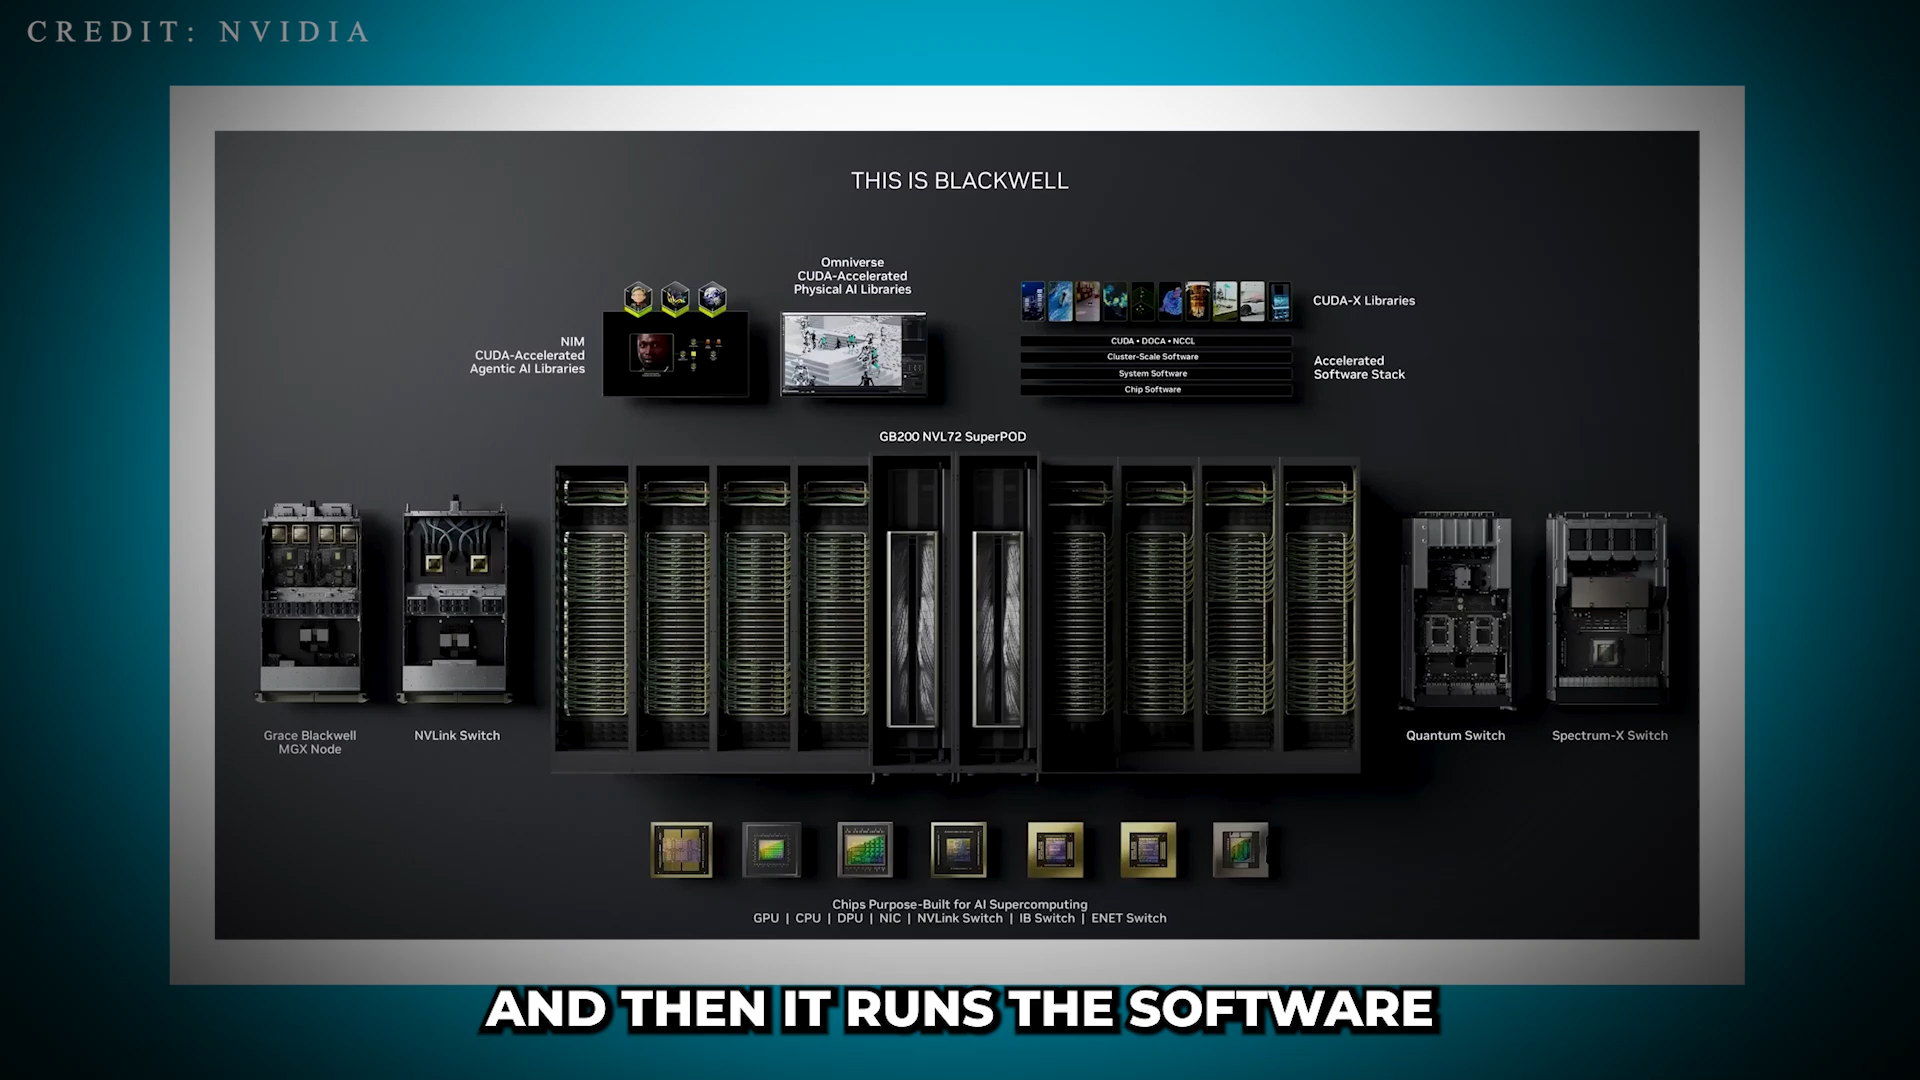 CREDIT: NVIDIA
THIS IS BLACKWELL
Omniverse
CUDA-Accelerated
Physical AI Libraries
NIM
CUDA-Accelerated
Agentic AI Libraries
CUDA-X Libraries
CUDA • DOCA • NCCL
Cluster-Scale Software
System Software
Chip Software
Accelerated
Software Stack
GB200 NVL72 SuperPOD
Grace Blackwell
MGX Node
NVLink Switch
Quantum Switch
Spectrum-X Switch
Chips Purpose-Built for AI Supercomputing
GPU | CPU | DPU | NIC | NVLink Switch | IB Switch | ENET Switch
AND THEN IT RUNS THE SOFTWARE